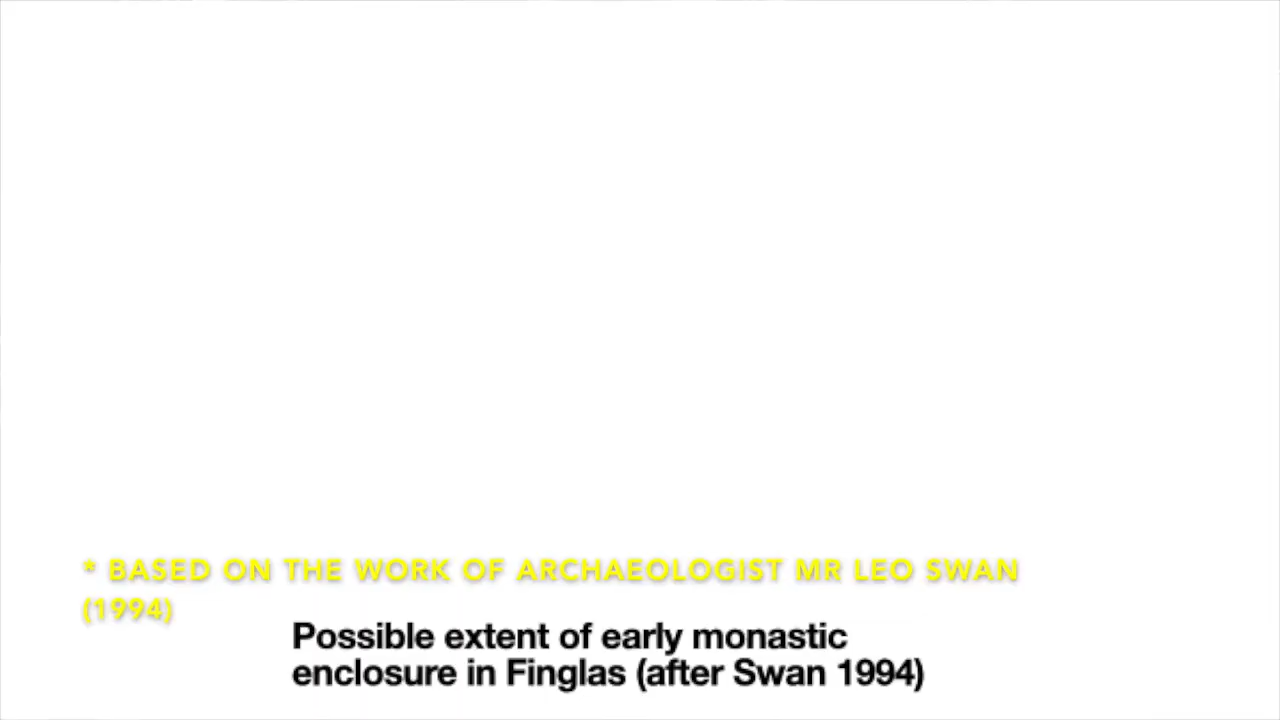 * BASED ON THE WORK OF ARCHAEOLOGIST MR LEO SWAN
(1994)
Possible extent of early monastic
enclosure in Finglas (after Swan 1994)